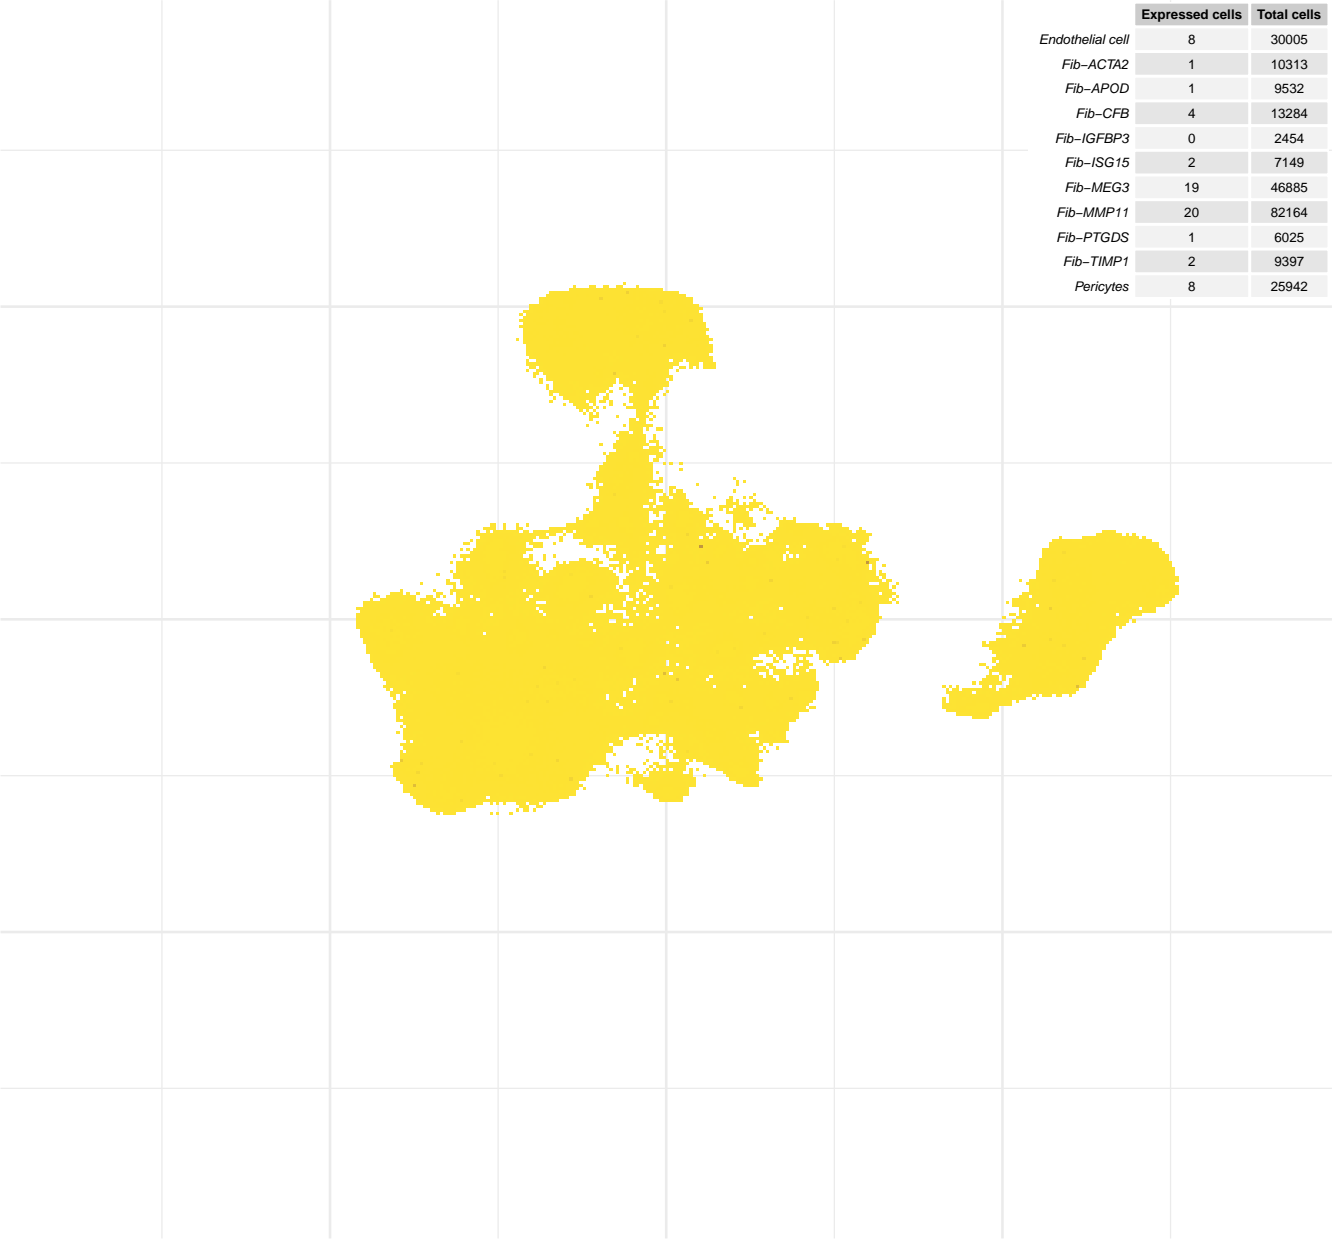 Expressed cells Total cells
Endothelial cell 8 30005
Fib−ACTA2 1 10313
Fib−APOD 1 9532
Fib−CFB 4 13284
Fib−IGFBP3 0 2454
Fib−ISG15 2 7149
Fib−MEG3 19 46885
Fib−MMP11 20 82164
Fib−PTGDS 1 6025
Fib−TIMP1 2 9397
Pericytes 8 25942